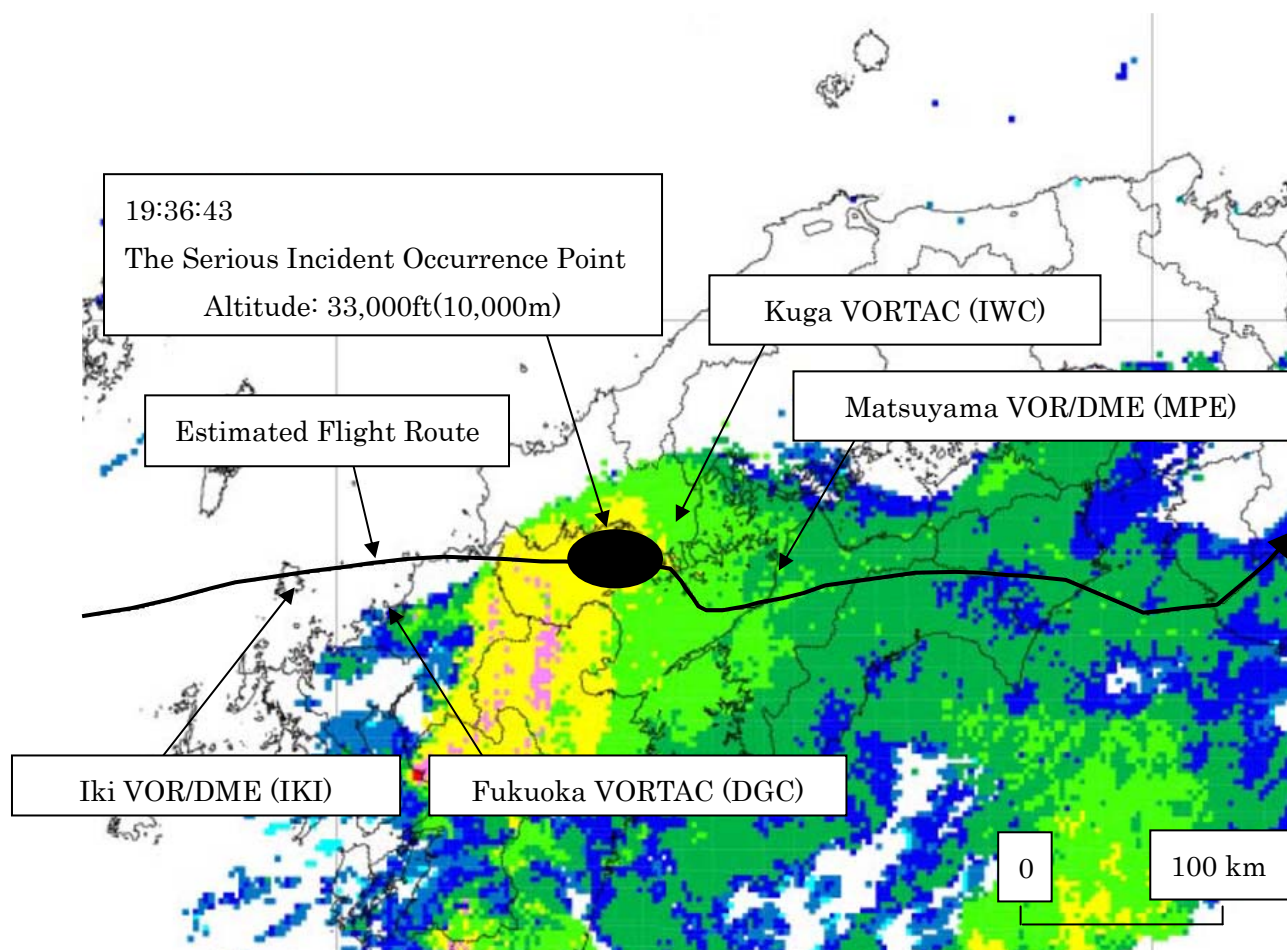 19:36:43
The Serious Incident Occurrence Point
Altitude: 33,000ft(10,000m)
Kuga VORTAC (IWC)
Matsuyama VOR/DME (MPE)
Estimated Flight Route
Iki VOR/DME (IKI)
Fukuoka VORTAC (DGC)
0
100 km